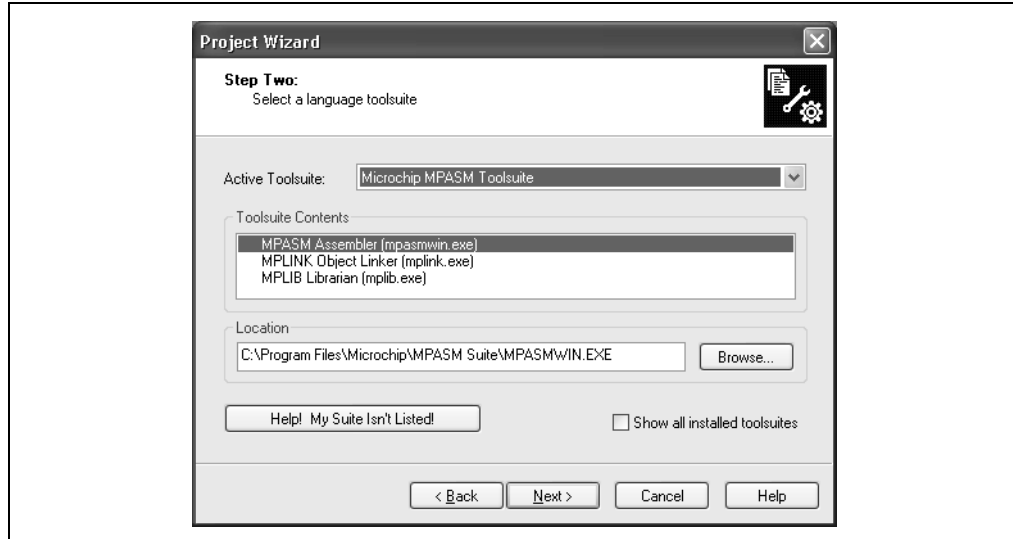 Project Wizard
Step Two:
Select a language toolsuite
Active Toolsuite: Microchip MPASM Toolsuite
Toolsuite Contents
MPASM Assembler (mpasmwin.exe)
MPLINK Object Linker (mplink.exe)
MPLIB Librarian (mplib.exe)
Location
C:\Program Files\Microchip\MPASM Suite\MPASMWIN.EXE Browse...
Help! My Suite Isn't Listed! Show all installed toolsuites
< Back Next > Cancel Help